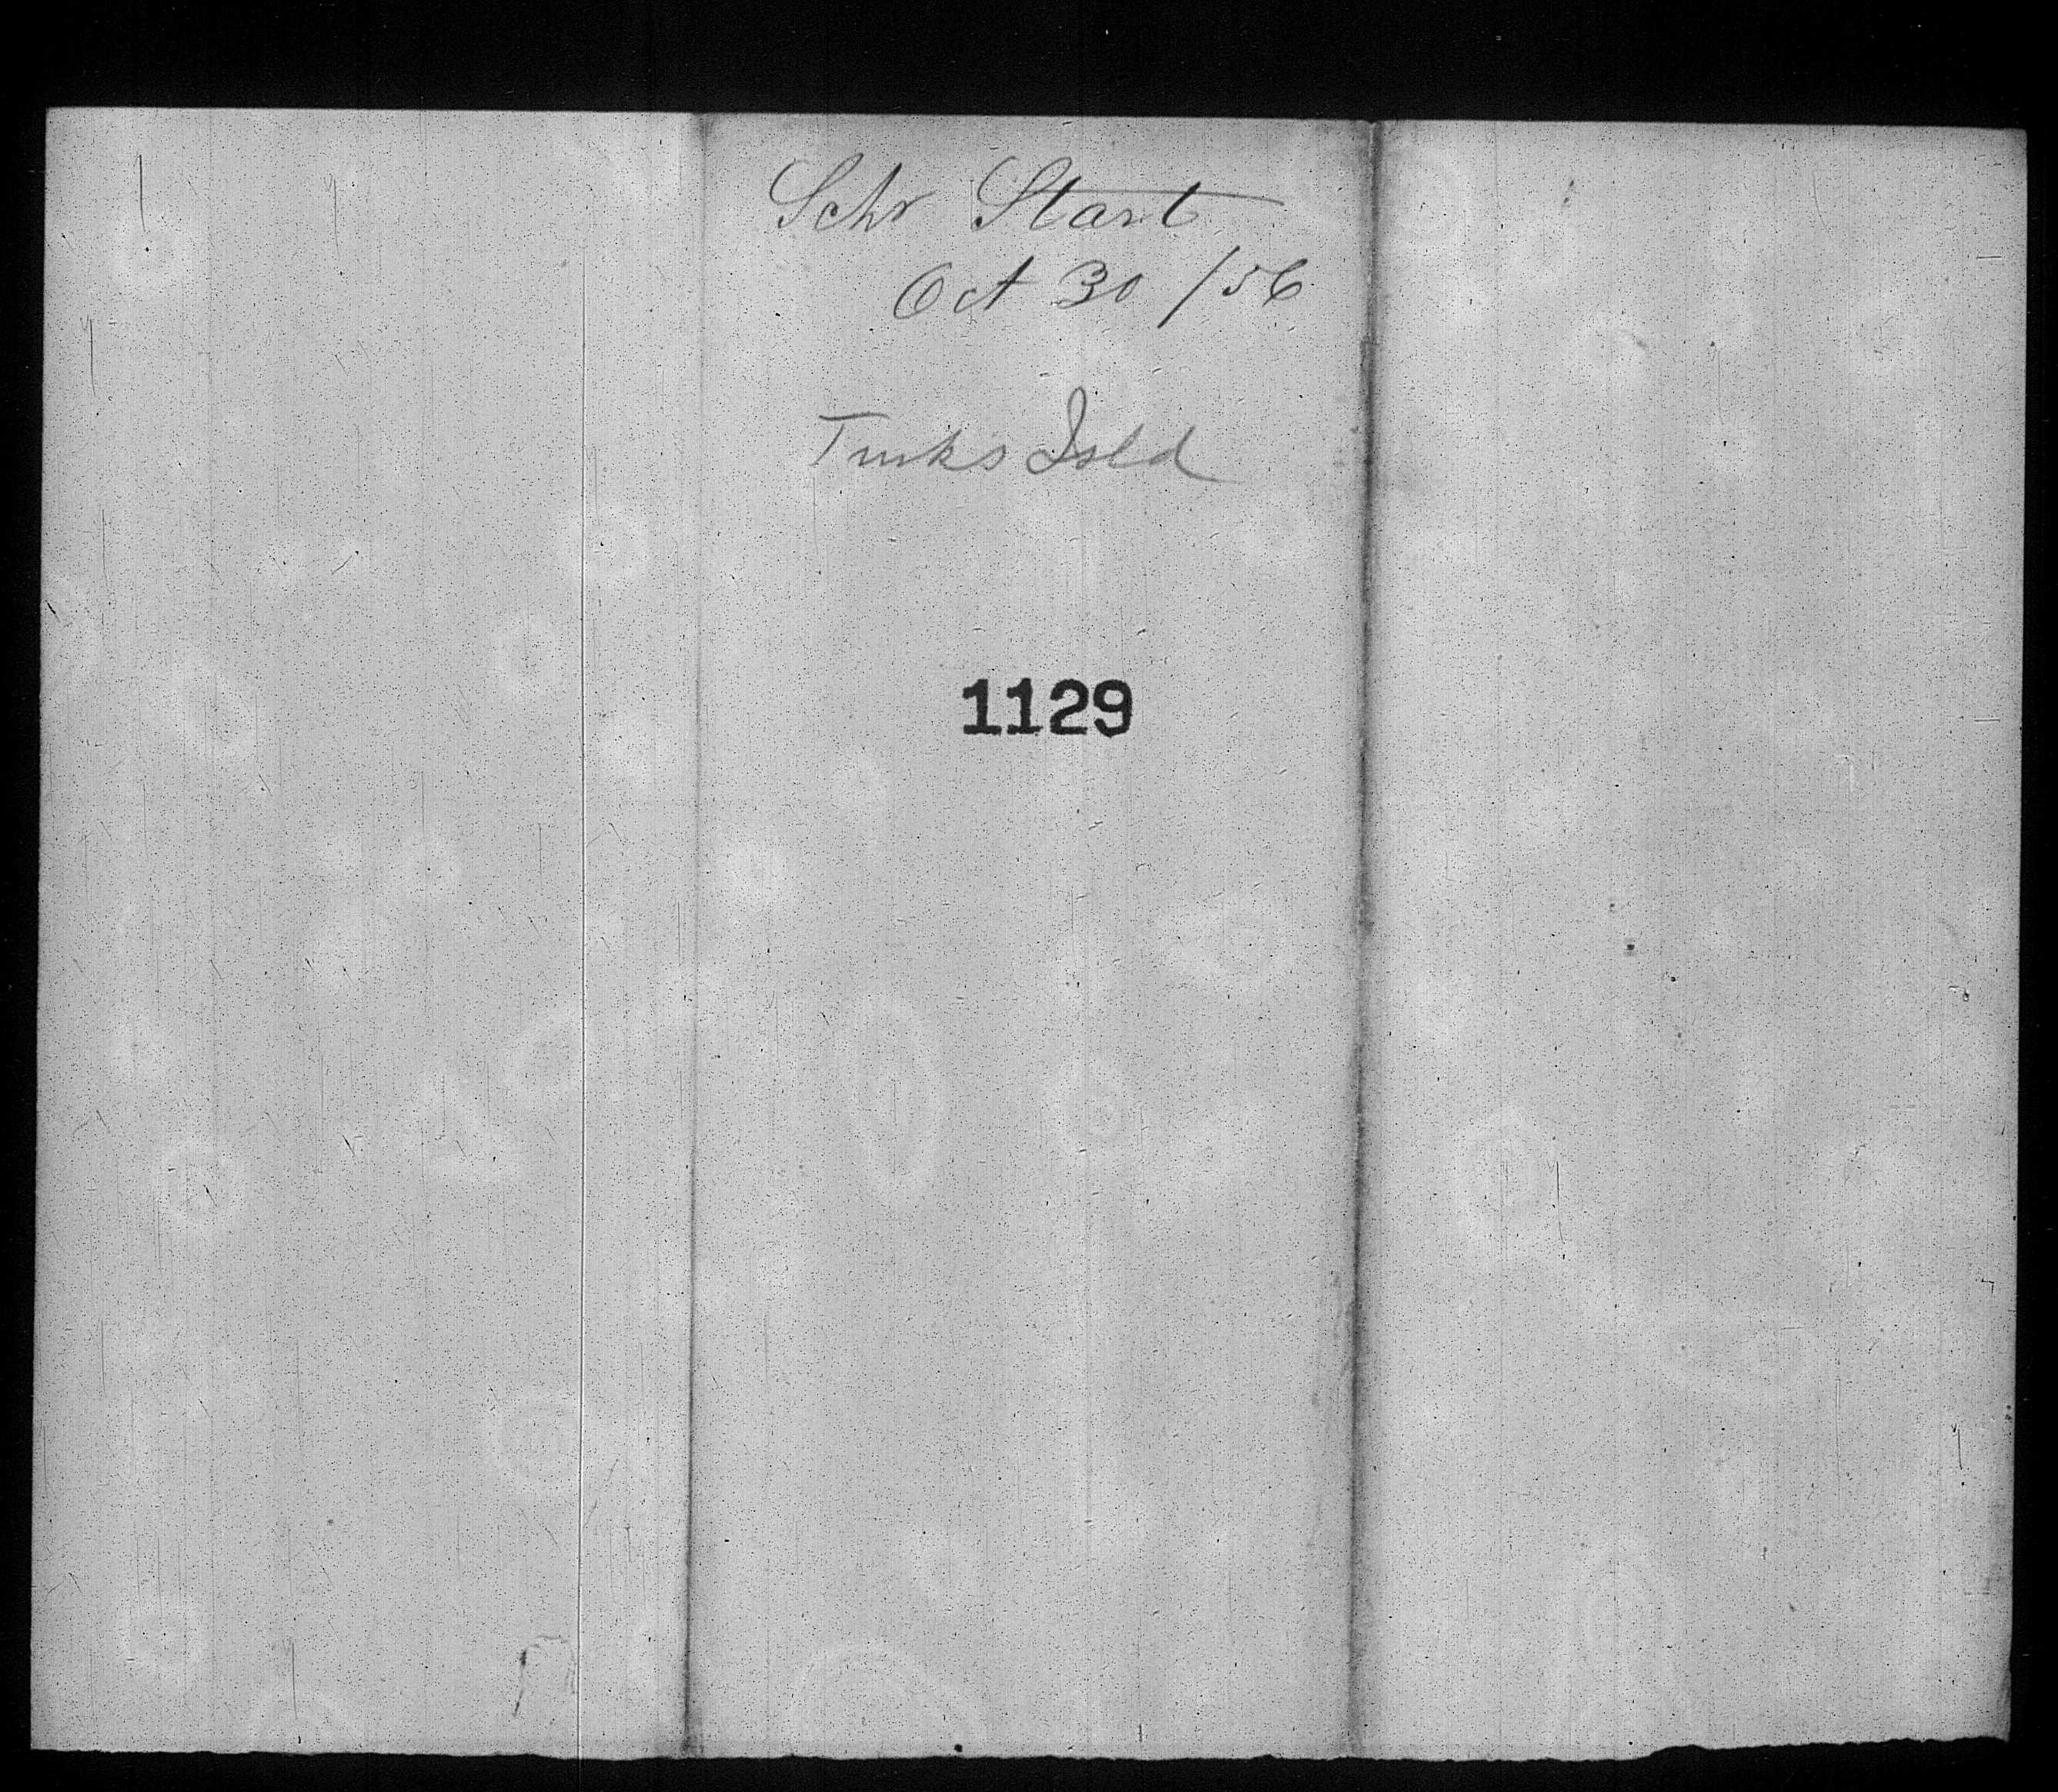 Schr Start
Oct 30 /56
Turks Isld
1129